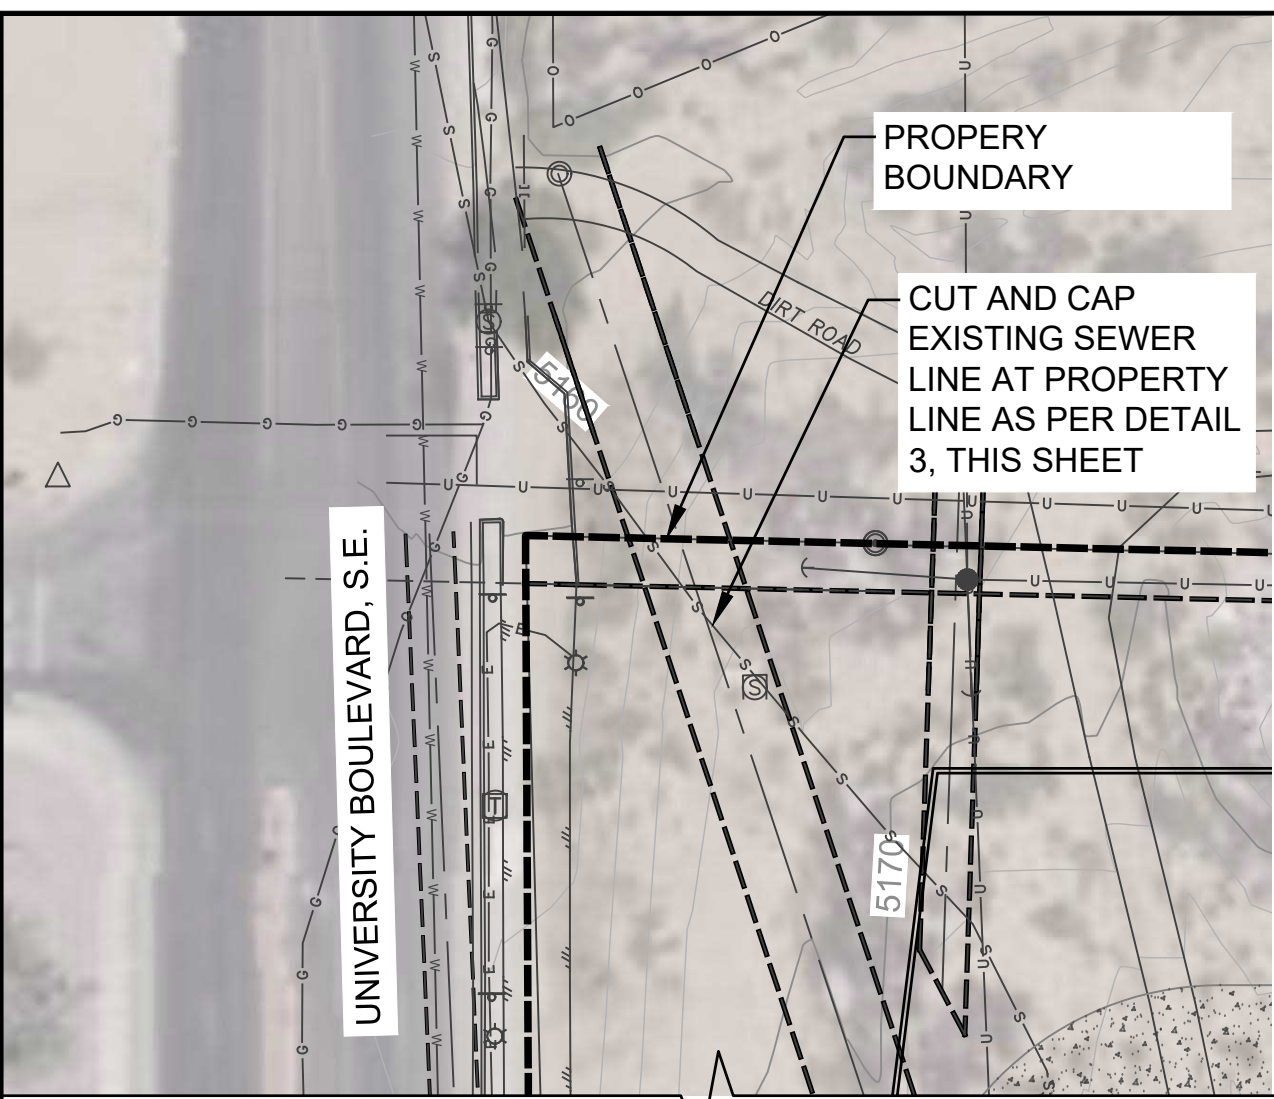 PROPERY
BOUNDARY
CUT AND CAP
EXISTING SEWER
LINE AT PROPERTY
LINE AS PER DETAIL
3, THIS SHEET
DIRT ROAD
5160
UNIVERSITY BOULEVARD, S.E.
5170